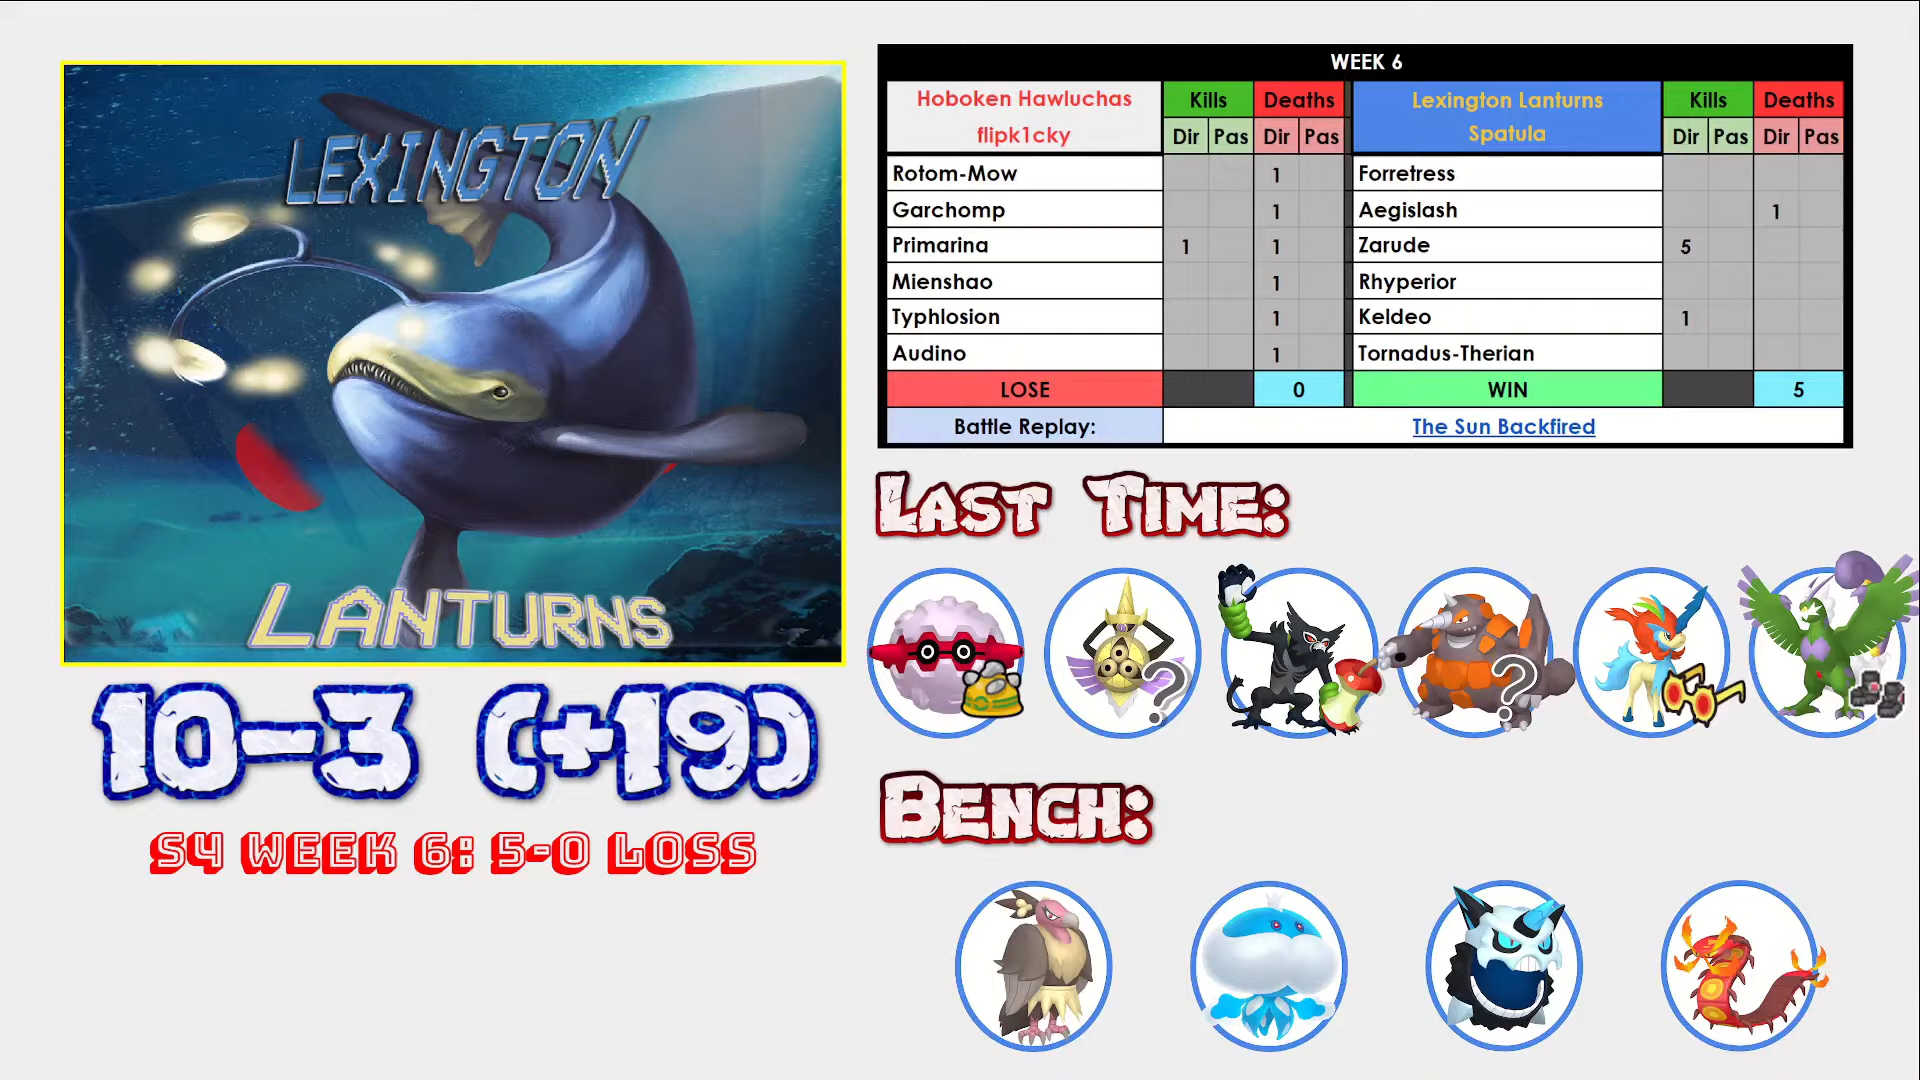 LEXINGTON
LANTURNS
10-3 (+19)
S4 WEEK 6: 5-0 LOSS
WEEK 6
Hoboken Hawluchas
flipk1cky
Kills
Deaths
Lexington Lanturns
Spatula
Kills
Deaths
Dir Pas Dir Pas
Dir Pas Dir Pas
Rotom-Mow 1 Forretress
Garchomp 1 Aegislash 1
Primarina 1 1 Zarude 5
Mienshao 1 Rhyperior
Typhlosion 1 Keldeo 1
Audino 1 Tornadus-Therian
LOSE 0 WIN 5
Battle Replay: The Sun Backfired
LAST TIME:
?
?
BENCH: